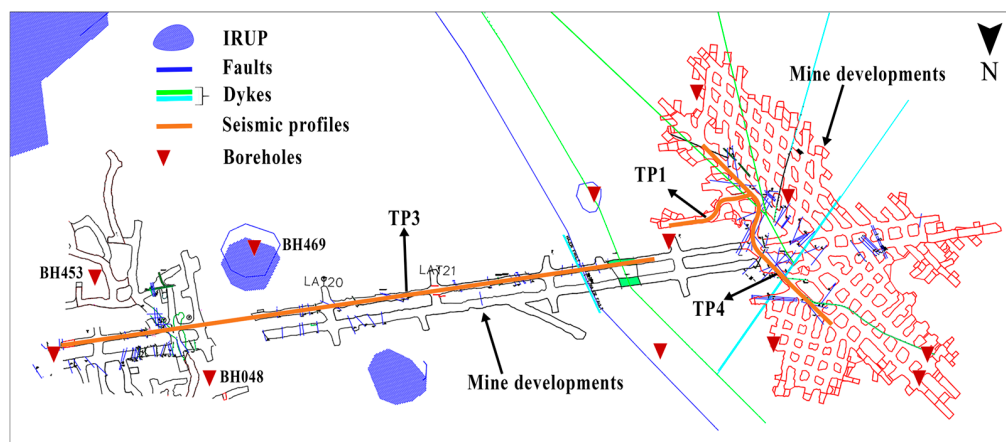 IRUP
Faults
Dykes
Seismic profiles
Boreholes
N
Mine developments
TP1
TP3
BH469
BH453
LAT20
LAT21
TP4
BH048
Mine developments